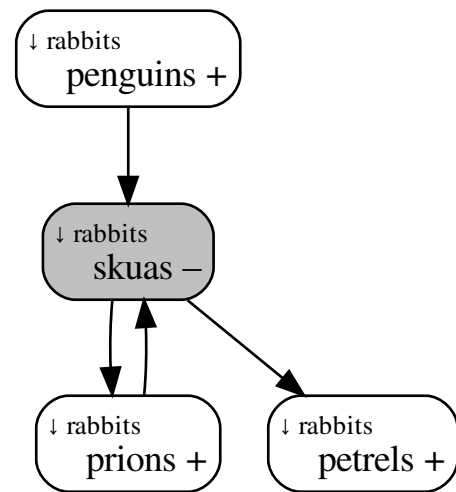 ↓ rabbits
penguins +
↓ rabbits
skuas –
↓ rabbits
prions +
↓ rabbits
petrels +